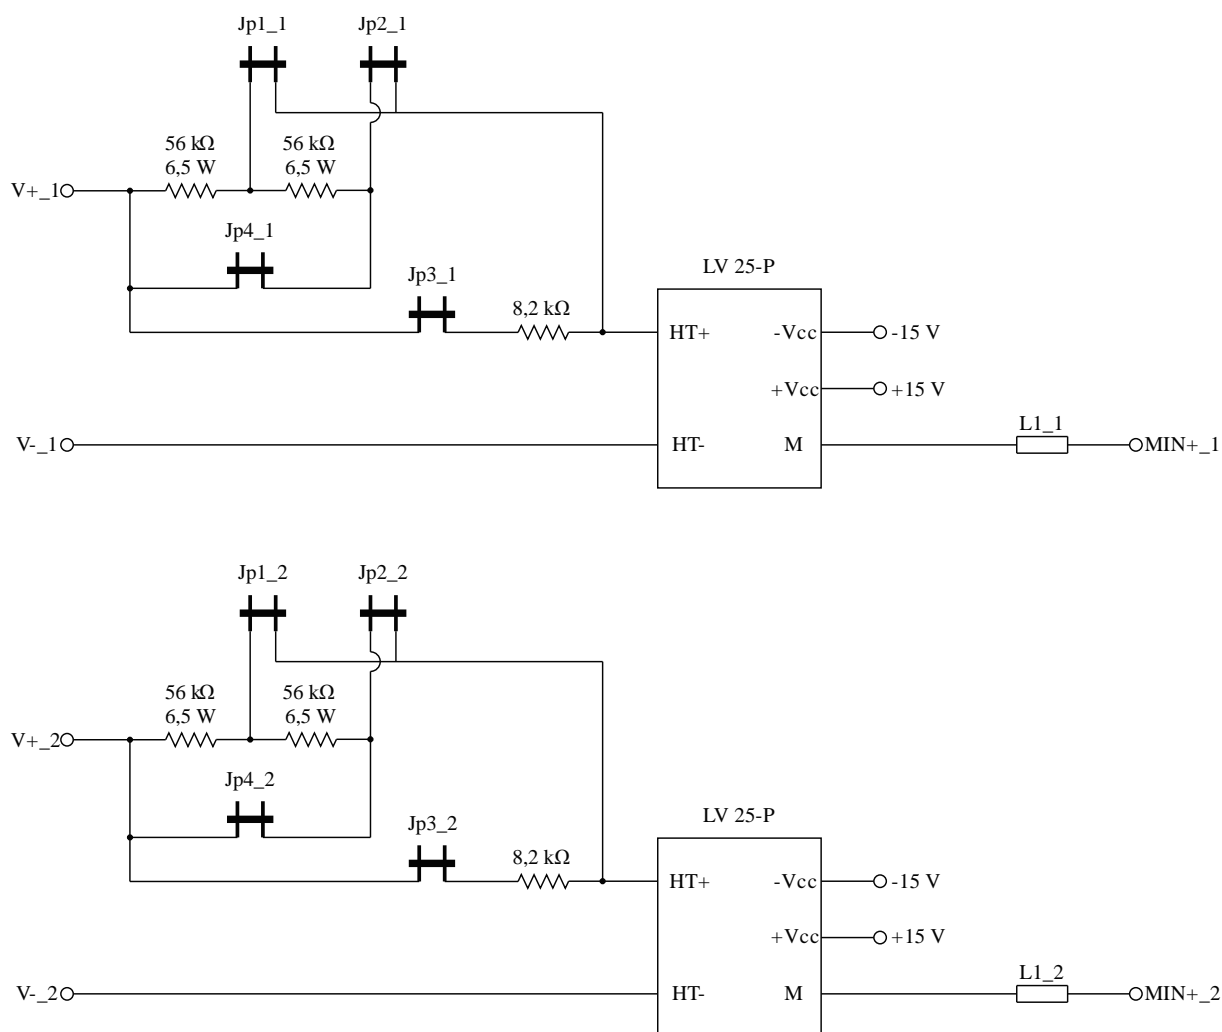 Jp1_1
Jp2_1
56 kΩ
6,5 W
56 kΩ
6,5 W
V+_1
Jp4_1
Jp3_1
8,2 kΩ
LV 25-P
HT+
-Vcc
-15 V
+Vcc
+15 V
V-_1
HT-
M
L1_1
MIN+_1
Jp1_2
Jp2_2
56 kΩ
6,5 W
56 kΩ
6,5 W
V+_2
Jp4_2
Jp3_2
8,2 kΩ
LV 25-P
HT+
-Vcc
-15 V
+Vcc
+15 V
V-_2
HT-
M
L1_2
MIN+_2